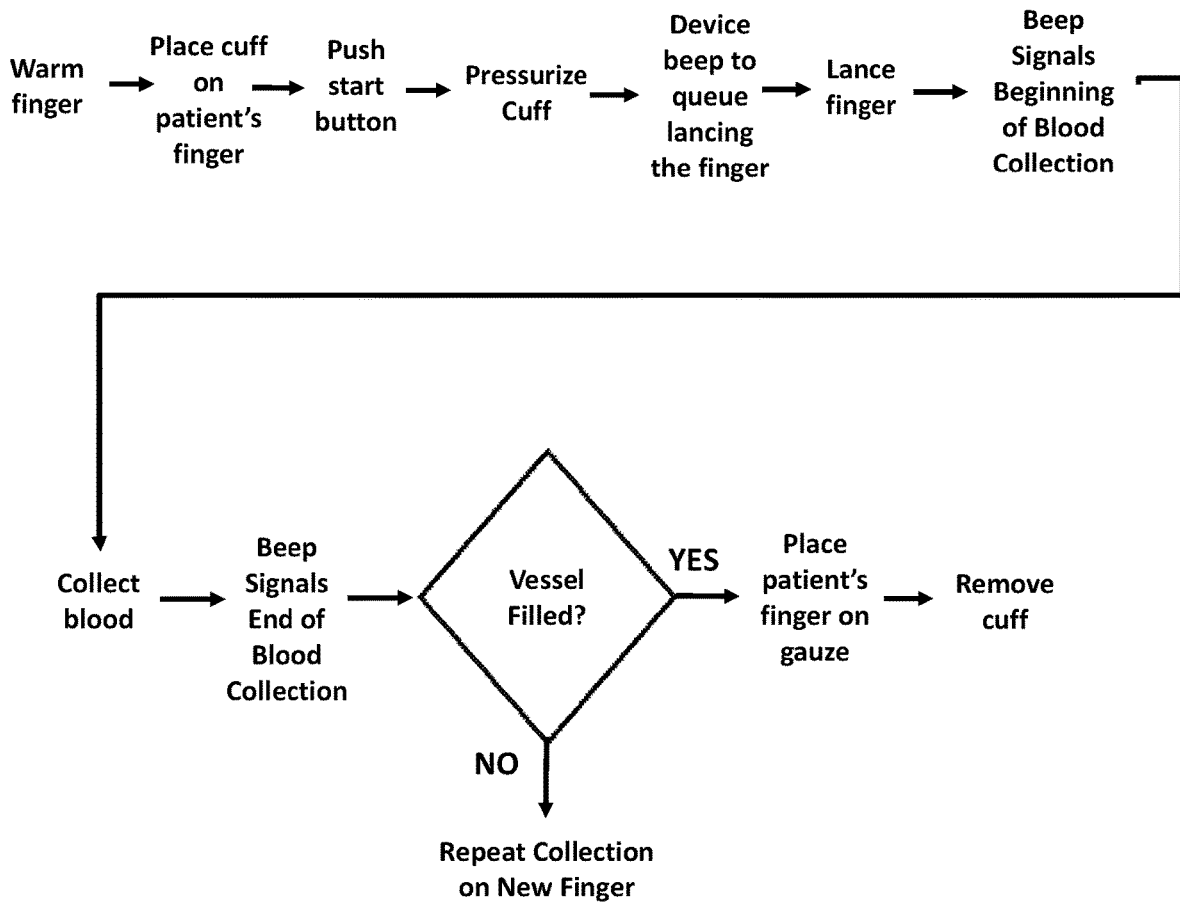 Warm
finger
Place cuff
on
patient's
finger
Push
start
button
Pressurize
Cuff
Device
beep to
queue
lancing
the finger
Lance
finger
Beep
Signals
Beginning
of Blood
Collection
Collect
blood
Beep
Signals
End of
Blood
Collection
Vessel
Filled?
YES
Place
patient's
finger on
gauze
Remove
cuff
NO
Repeat Collection
on New Finger